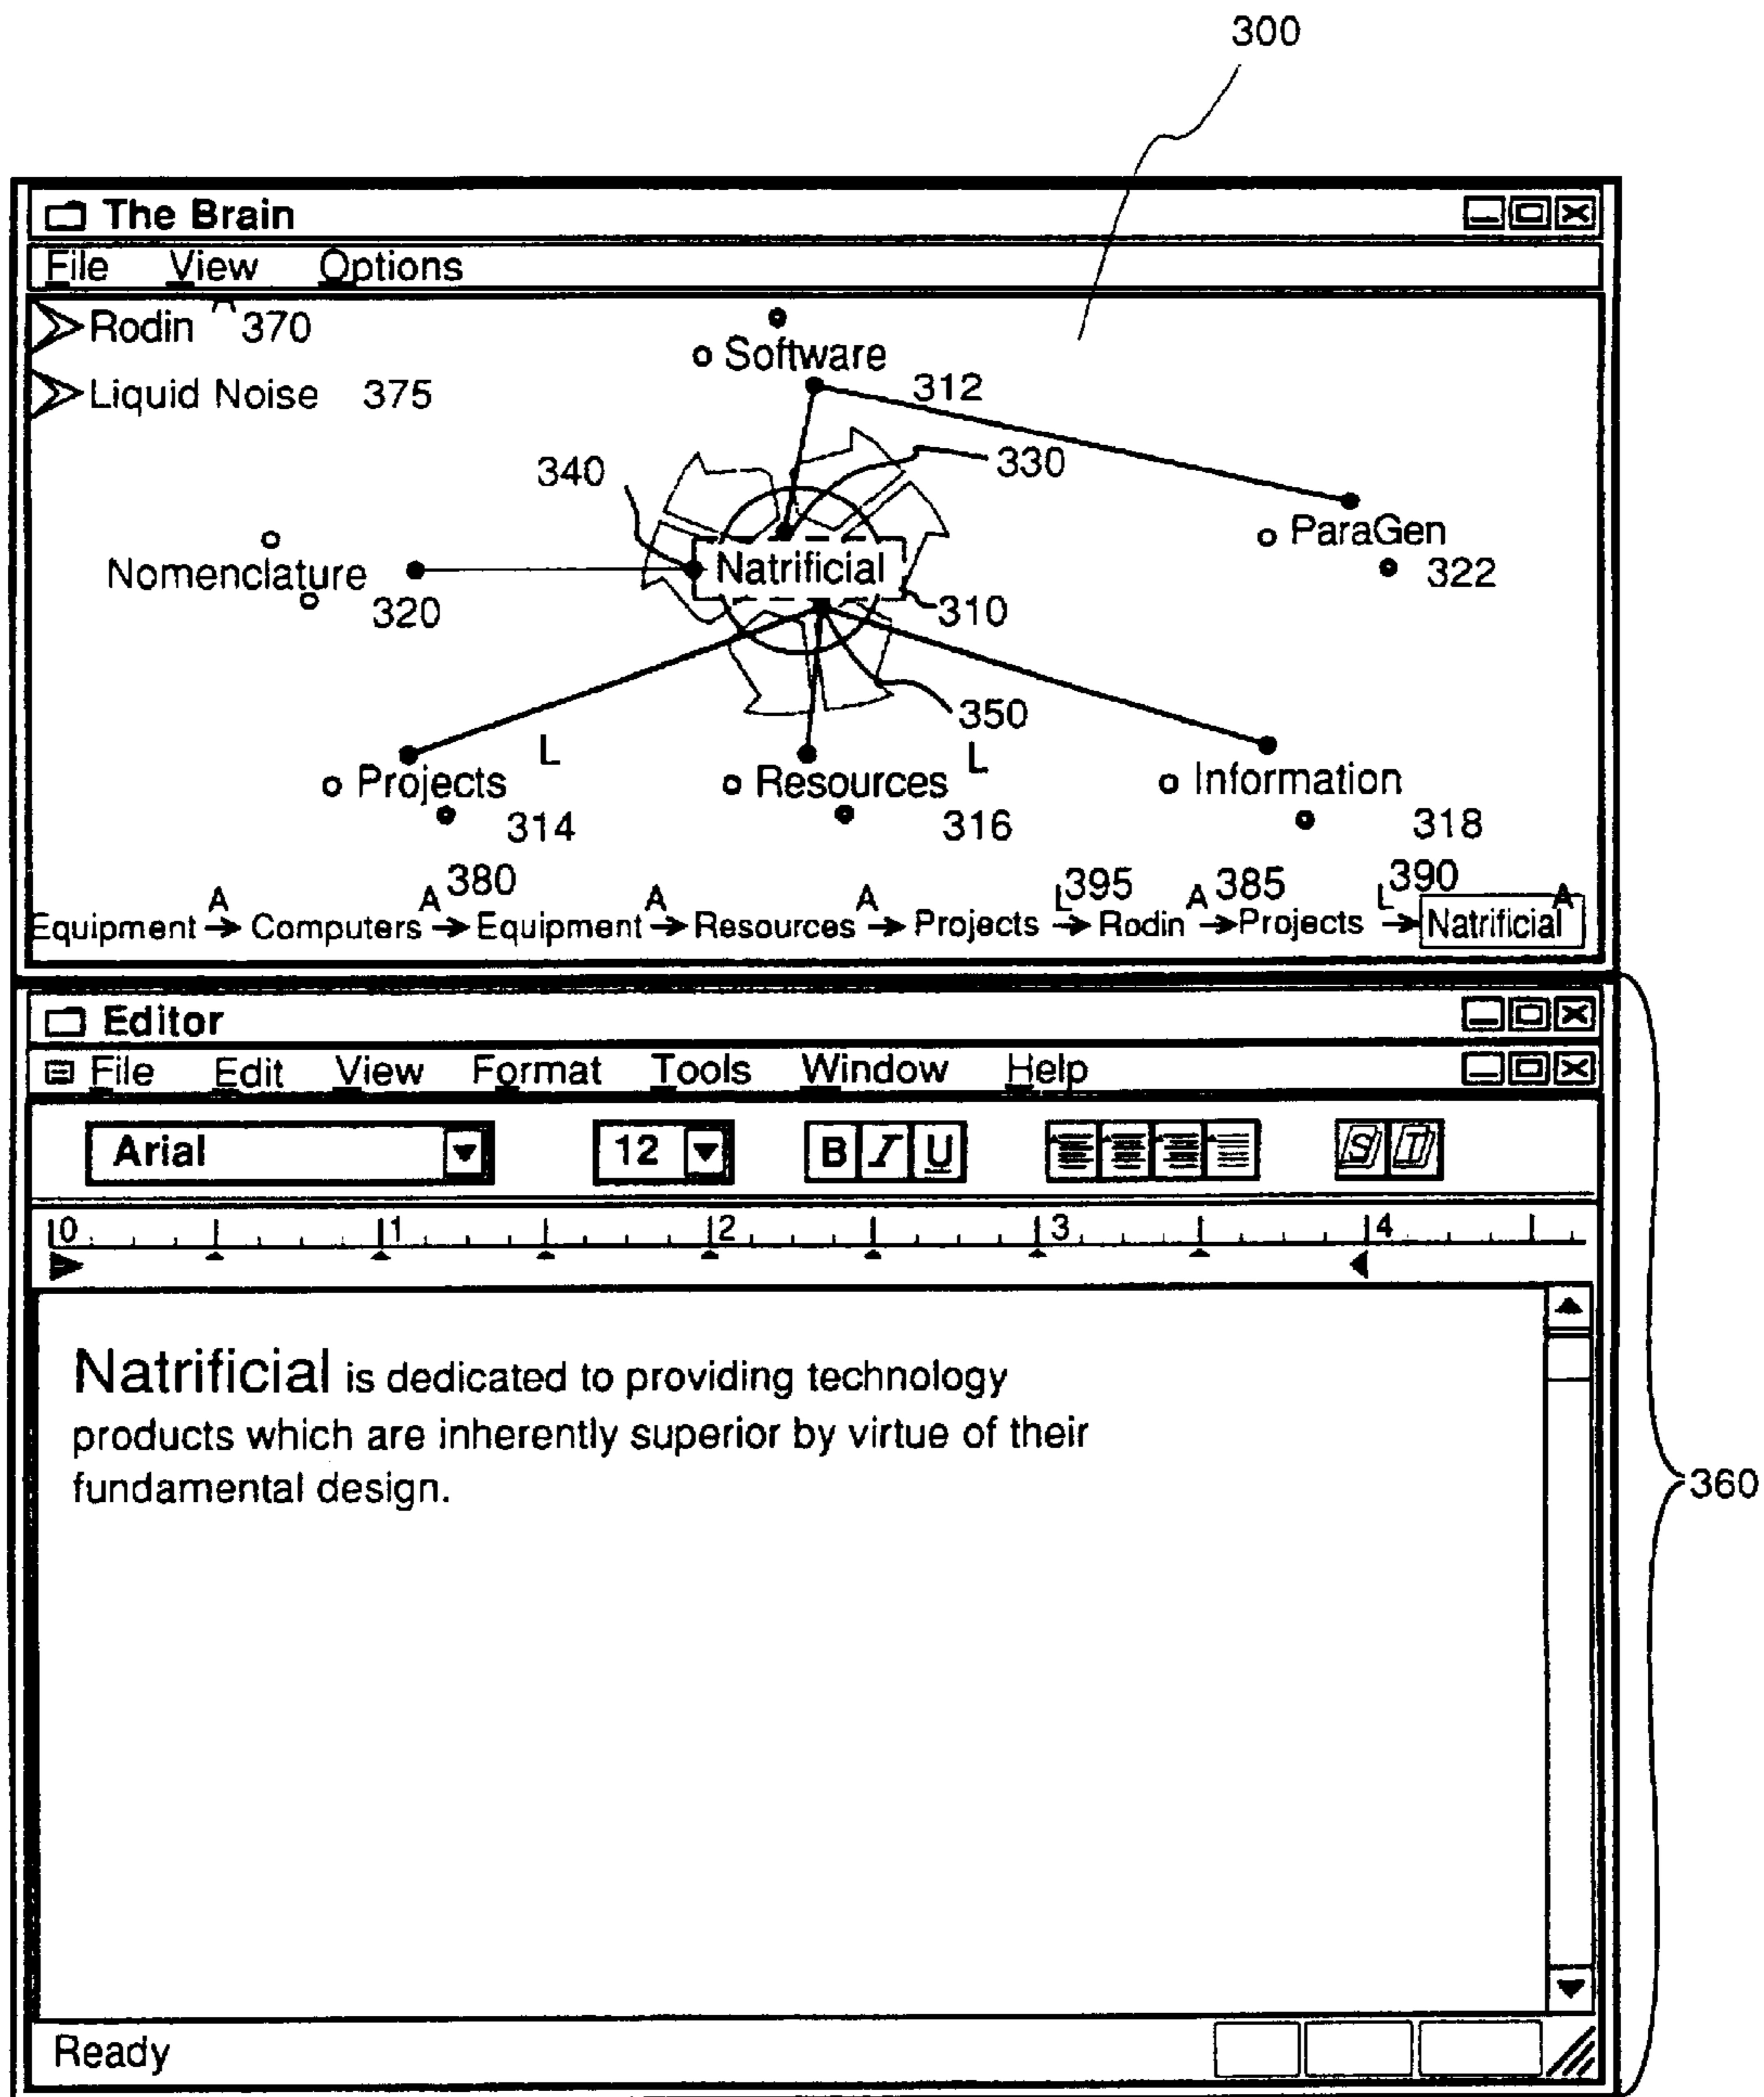 300
The Brain
File View Options
Rodin 370
Software
Liquid Noise 375
312
340
330
ParaGen
Nomenclature
Natrificial
322
320
310
350
L
L
Projects
Resources
Information
314
316
318
A A 380 A A L 395 A 385 L 390 A
Equipment → Computers → Equipment → Resources → Projects → Rodin → Projects → Natrificial
Editor
File Edit View Format Tools Window Help
Arial 12 B I U S T
0 1 2 3 4
Natrificial is dedicated to providing technology
products which are inherently superior by virtue of their
fundamental design.
360
Ready